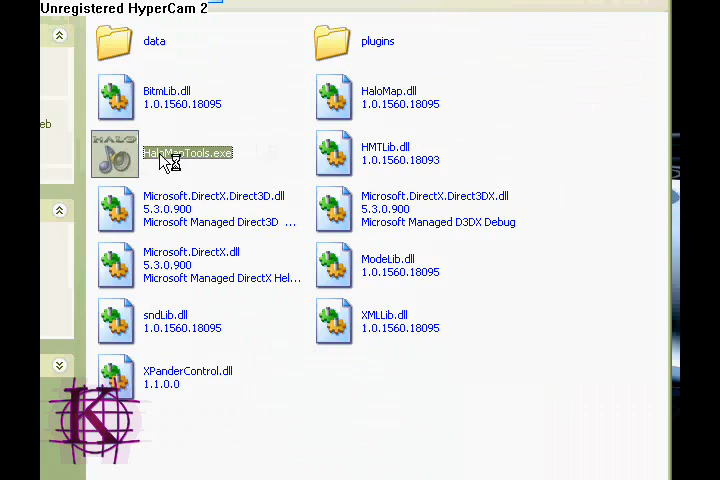 Unregistered HyperCam 2
data
plugins
BitmLib.dll
1.0.1560.18095
HaloMap.dll
1.0.1560.18095
eb
HALO
HaloMapTools.exe
HMTLib.dll
1.0.1560.18093
Microsoft.DirectX.Direct3D.dll
5.3.0.900
Microsoft Managed Direct3D ...
Microsoft.DirectX.Direct3DX.dll
5.3.0.900
Microsoft Managed D3DX Debug
Microsoft.DirectX.dll
5.3.0.900
Microsoft Managed DirectX Hel...
ModeLib.dll
1.0.1560.18095
sndLib.dll
1.0.1560.18095
XMLLib.dll
1.0.1560.18095
XPanderControl.dll
1.1.0.0
K